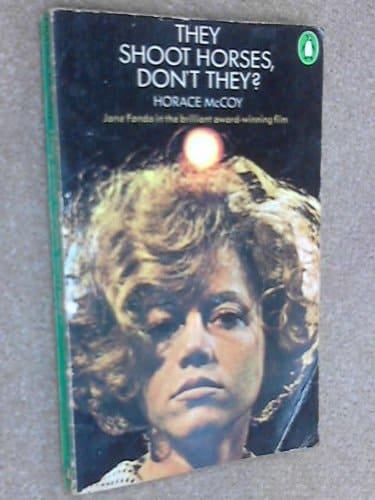 THEY
SHOOT HORSES,
DON'T THEY?
HORACE McCOY
Jane Fonda in the brilliant award-winning film